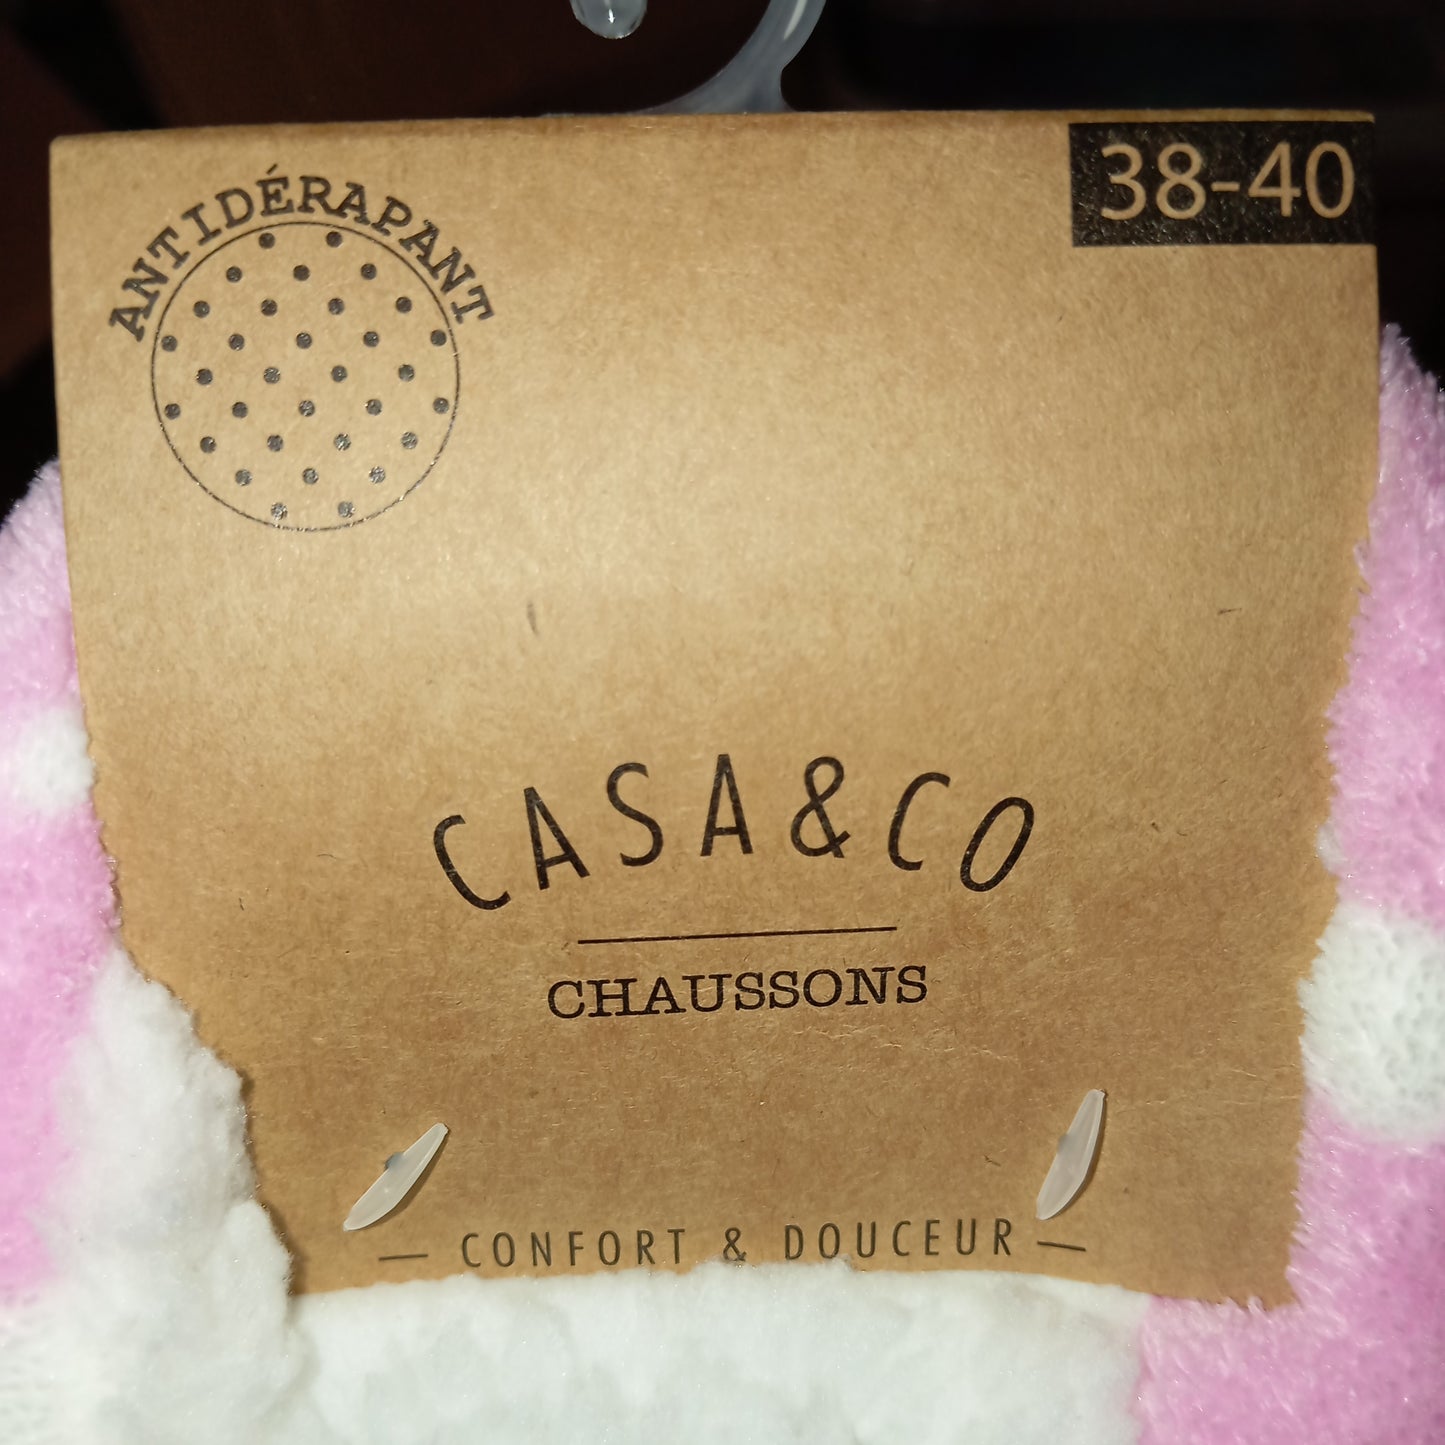 ANTIDÉRAPANT
38-40
CASA&CO
CHAUSSONS
— CONFORT & DOUCEUR —